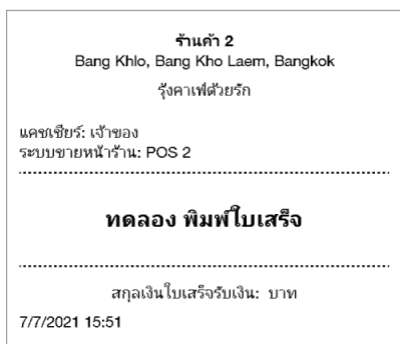 ร้านค้า 2
Bang Khlo, Bang Kho Laem, Bangkok
รุ้งคาเฟ่ด้วยรัก
แคชเชียร์: เจ้าของ
ระบบขายหน้าร้าน: POS 2
ทดลอง พิมพ์ใบเสร็จ
สกุลเงินใบเสร็จรับเงิน: บาท
7/7/2021 15:51